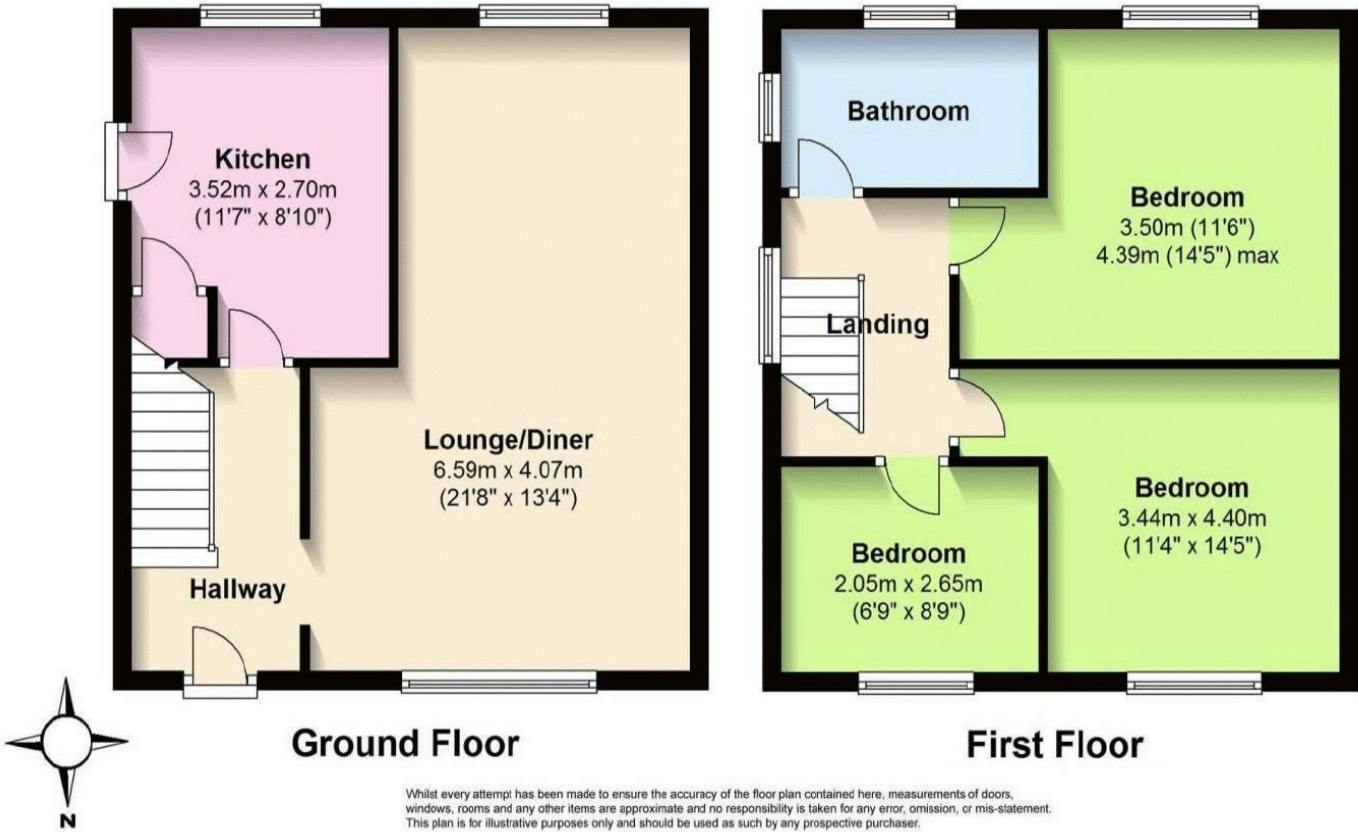 Kitchen
3.52m x 2.70m
(11'7" x 8'10")
Lounge/Diner
6.59m x 4.07m
(21'8" x 13'4")
Hallway
Ground Floor
Bathroom
Bedroom
3.50m (11'6")
4.39m (14'5") max
Landing
Bedroom
3.44m x 4.40m
(11'4" x 14'5")
Bedroom
2.05m x 2.65m
(6'9" x 8'9")
First Floor
N
Whilst every attempt has been made to ensure the accuracy of the floor plan contained here, measurements of doors,
windows, rooms and any other items are approximate and no responsibility is taken for any error, omission, or mis-statement.
This plan is for illustrative purposes only and should be used as such by any prospective purchaser.